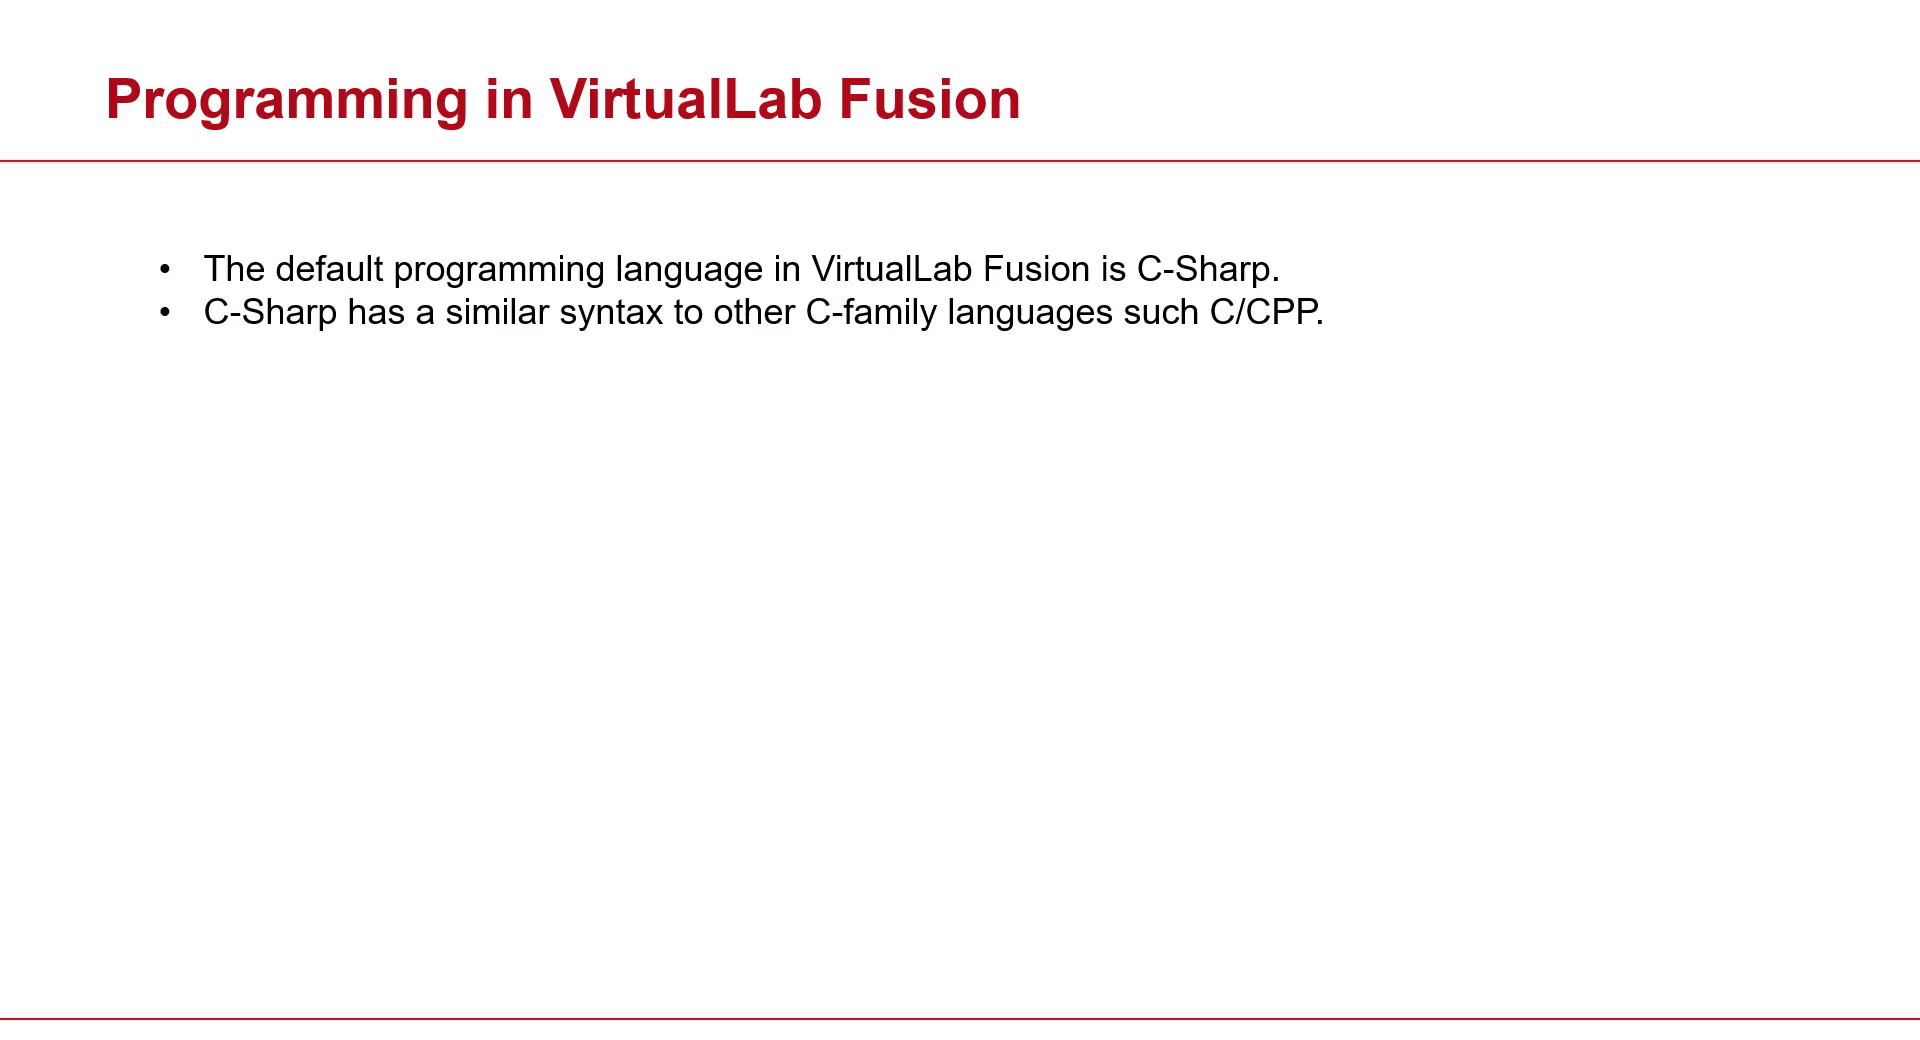 Programming in VirtualLab Fusion
• The default programming language in VirtualLab Fusion is C-Sharp.
• C-Sharp has a similar syntax to other C-family languages such C/CPP.